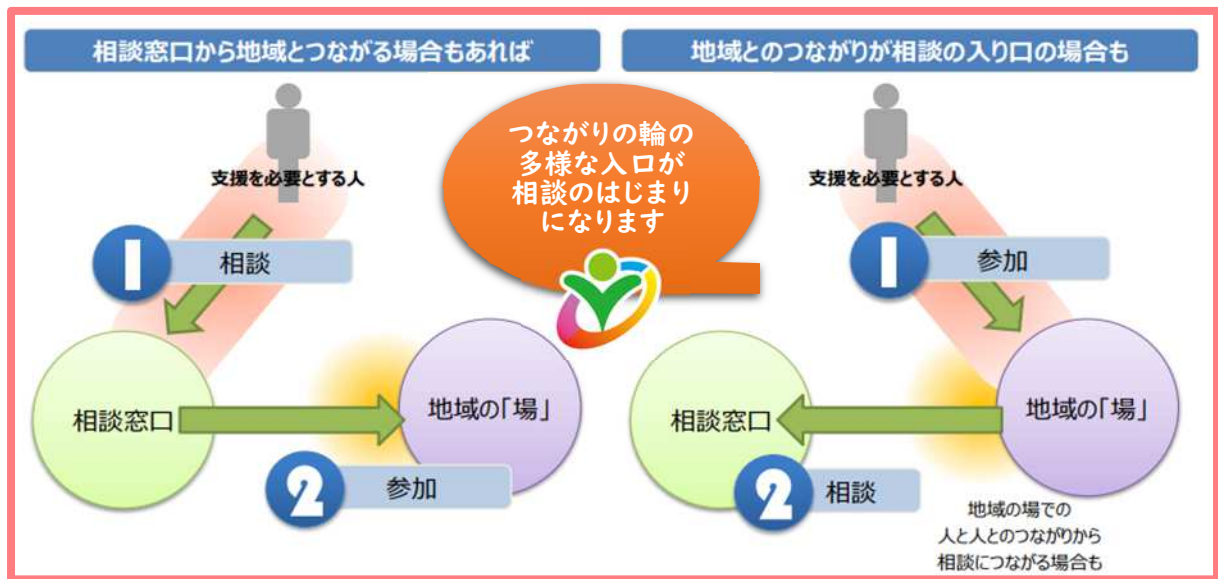 相談窓口から地域とつながる場合もあれば
支援を必要とする人
1
相談
相談窓口
地域の「場」
2
参加
つながりの輪の
多様な入口が
相談のはじまり
になります
地域とのつながりが相談の入り口の場合も
支援を必要とする人
1
参加
相談窓口
地域の「場」
2
相談
地域の場での
人と人とのつながりから
相談につながる場合も